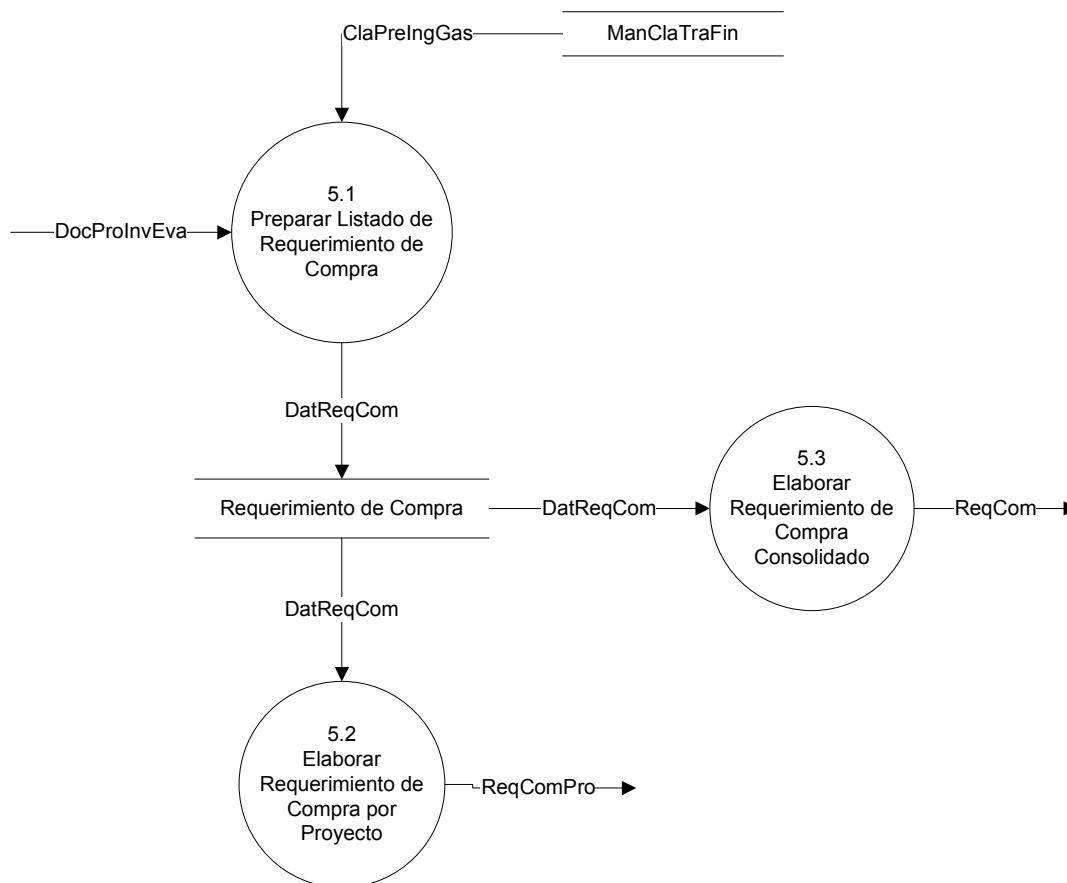 ClaPreIngGas
ManClaTraFin
5.1
Preparar Listado de
Requerimiento de
Compra
DocProInvEva
DatReqCom
Requerimiento de Compra
DatReqCom
5.3
Elaborar
Requerimiento de
Compra
Consolidado
ReqCom
DatReqCom
5.2
Elaborar
Requerimiento de
Compra por
Proyecto
ReqComPro